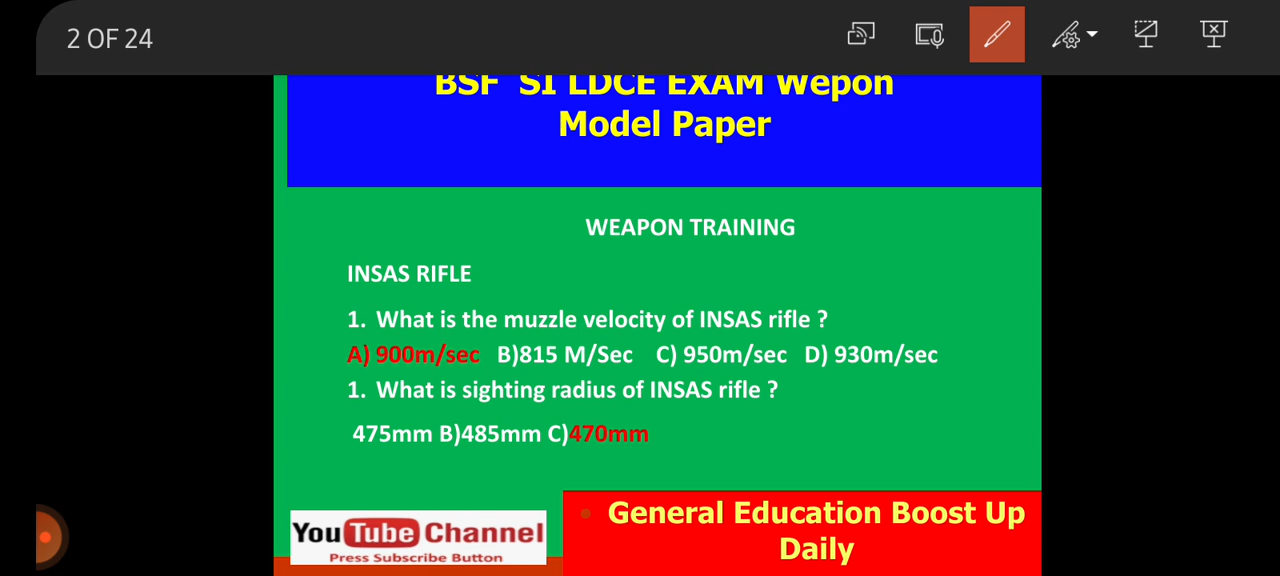 2 OF 24
BSF SI LDCE EXAM Wepon
Model Paper
WEAPON TRAINING
INSAS RIFLE
1. What is the muzzle velocity of INSAS rifle ?
A) 900m/sec B)815 M/Sec C) 950m/sec D) 930m/sec
1. What is sighting radius of INSAS rifle ?
475mm B)485mm C)470mm
YouTube Channel
Press Subscribe Button
• General Education Boost Up
Daily